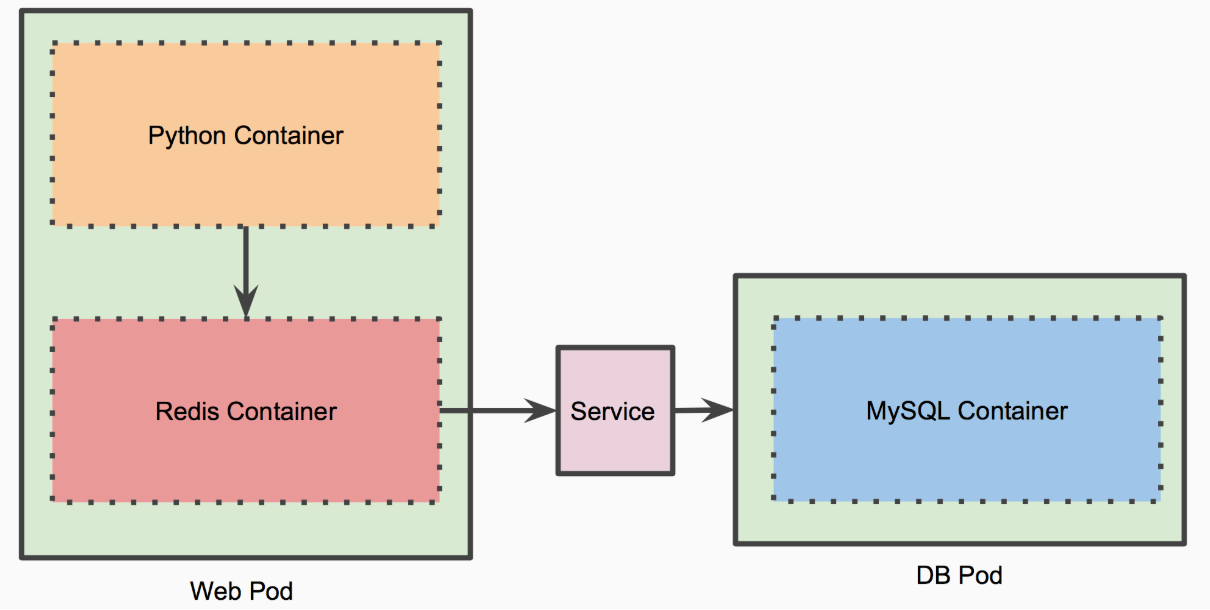 Python Container
Redis Container
Service
MySQL Container
Web Pod
DB Pod